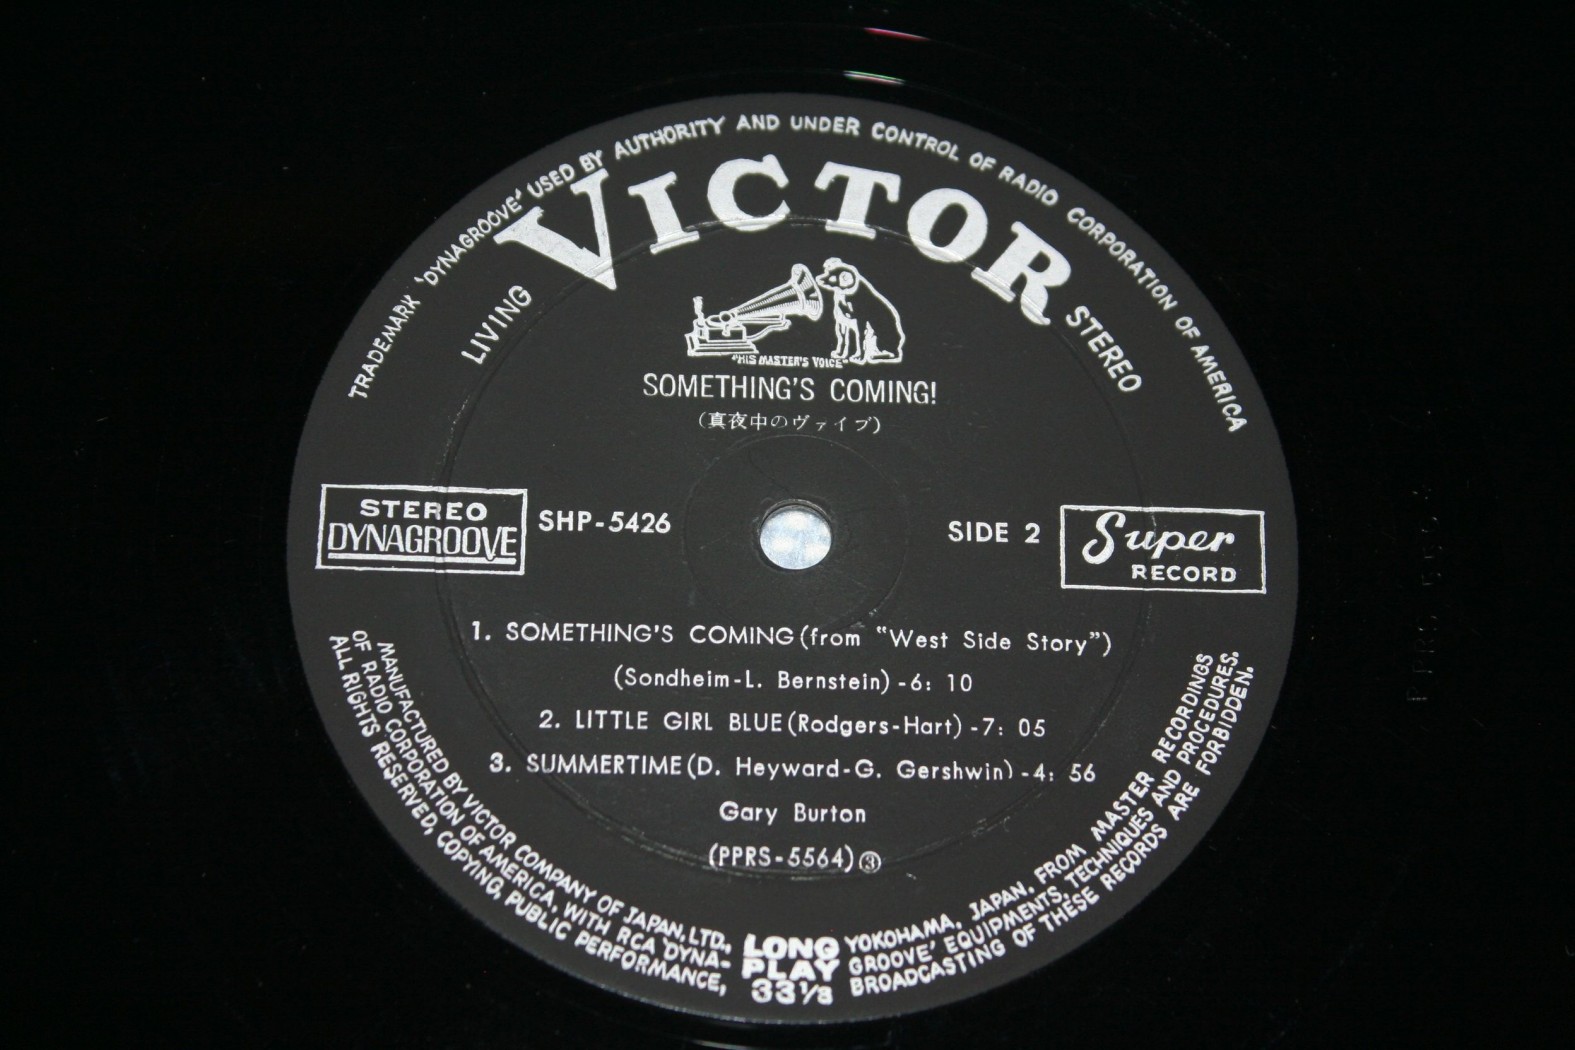 TRADEMARK 'DYNAGROOVE' USED BY AUTHORITY AND UNDER CONTROL OF RADIO CORPORATION OF AMERICA
LIVING
VICTOR
STEREO
"HIS MASTER'S VOICE"
SOMETHING'S COMING!
(真夜中のヴァイブ)
STEREO
DYNAGROOVE
SHP-5426
SIDE 2
Super
RECORD
1. SOMETHING'S COMING (from "West Side Story")
(Sondheim-L. Bernstein) -6: 10
2. LITTLE GIRL BLUE (Rodgers-Hart) -7: 05
3. SUMMERTIME (D. Heyward-G. Gershwin) -4: 56
Gary Burton
(PPRS-5564) ③
MANUFACTURED BY VICTOR COMPANY OF JAPAN, LTD., YOKOHAMA, JAPAN, FROM MASTER RECORDINGS
OF RADIO CORPORATION OF AMERICA, WITH RCA 'DYNA-GROOVE' EQUIPMENTS, TECHNIQUES AND PROCEDURES.
ALL RIGHTS RESERVED, COPYING, PUBLIC PERFORMANCE, BROADCASTING OF THESE RECORDS ARE FORBIDDEN.
LONG
PLAY
33⅓